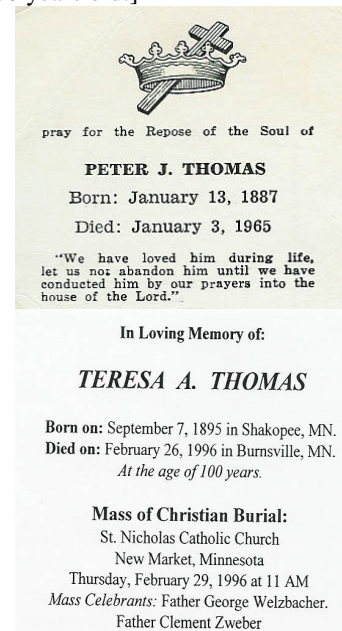 pray for the Repose of the Soul of
PETER J. THOMAS
Born: January 13, 1887
Died: January 3, 1965
"We have loved him during life,
let us not abandon him until we have
conducted him by our prayers into the
house of the Lord."
In Loving Memory of:
TERESA A. THOMAS
Born on: September 7, 1895 in Shakopee, MN.
Died on: February 26, 1996 in Burnsville, MN.
At the age of 100 years.
Mass of Christian Burial:
St. Nicholas Catholic Church
New Market, Minnesota
Thursday, February 29, 1996 at 11 AM
Mass Celebrants: Father George Welzbacher.
Father Clement Zweber